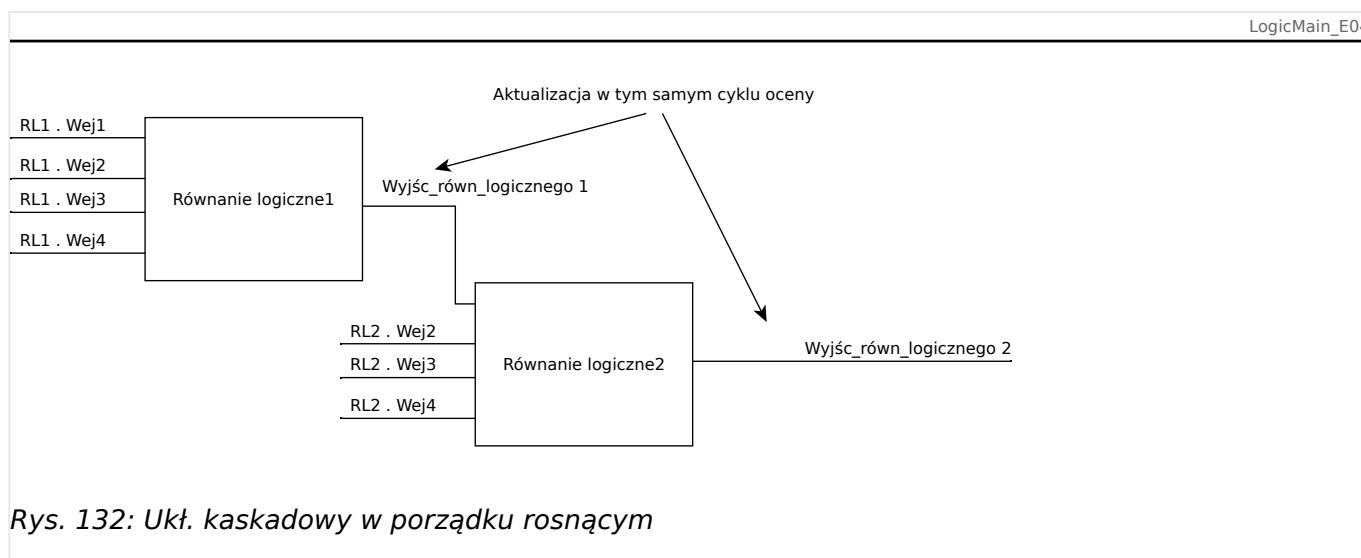 LogicMain_E04
Aktualizacja w tym samym cyklu oceny
RL1 . Wej1
RL1 . Wej2
RL1 . Wej3
RL1 . Wej4
Równanie logiczne1
Wyjśc_równ_logicznego 1
RL2 . Wej2
RL2 . Wej3
RL2 . Wej4
Równanie logiczne2
Wyjśc_równ_logicznego 2
Rys. 132: Ukł. kaskadowy w porządku rosnącym